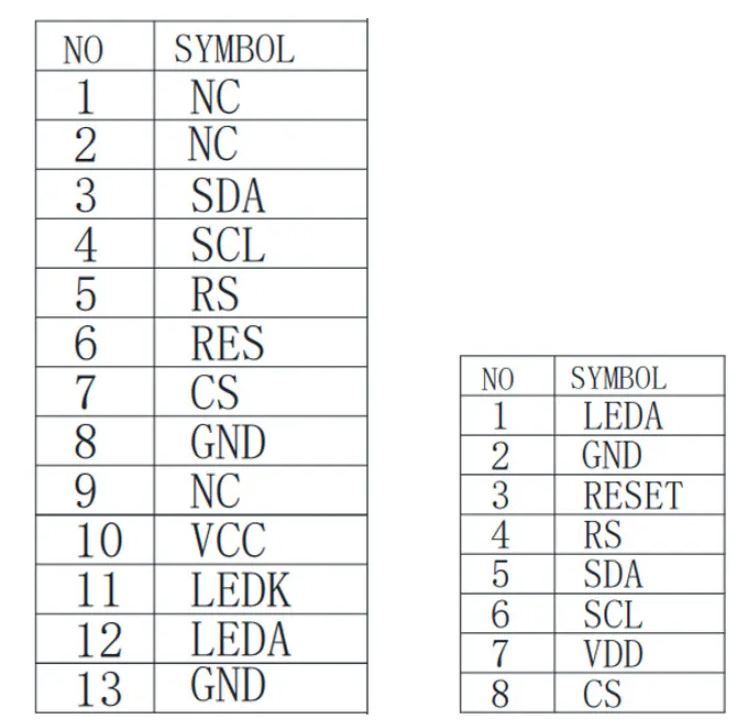 NO SYMBOL
1 NC
2 NC
3 SDA
4 SCL
5 RS
6 RES
7 CS
8 GND
9 NC
10 VCC
11 LEDK
12 LEDA
13 GND
NO SYMBOL
1 LEDA
2 GND
3 RESET
4 RS
5 SDA
6 SCL
7 VDD
8 CS